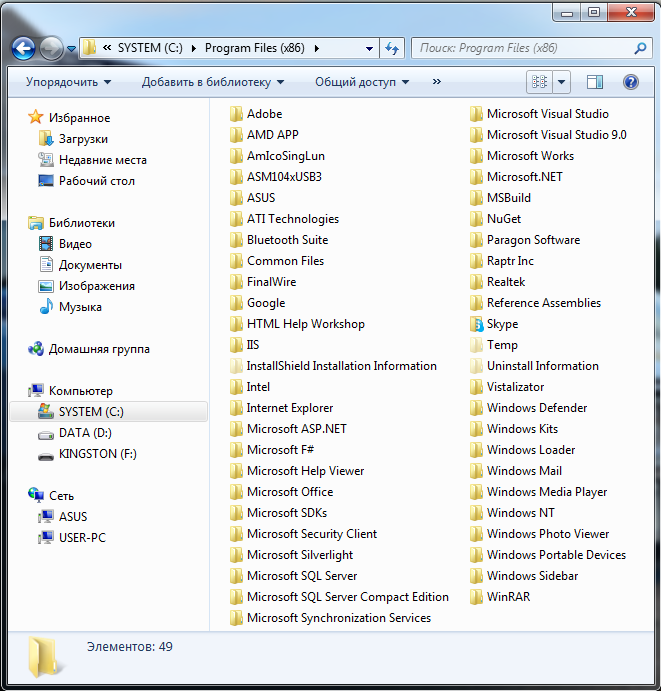 SYSTEM (C:) Program Files (x86)
Поиск: Program Files (x86)
Упорядочить Добавить в библиотеку Общий доступ »
Избранное
Загрузки
Недавние места
Рабочий стол
Библиотеки
Видео
Документы
Изображения
Музыка
Домашняя группа
Компьютер
SYSTEM (C:)
DATA (D:)
KINGSTON (F:)
Сеть
ASUS
USER-PC
Adobe
AMD APP
AmIcoSingLun
ASM104xUSB3
ASUS
ATI Technologies
Bluetooth Suite
Common Files
FinalWire
Google
HTML Help Workshop
IIS
InstallShield Installation Information
Intel
Internet Explorer
Microsoft ASP.NET
Microsoft F#
Microsoft Help Viewer
Microsoft Office
Microsoft SDKs
Microsoft Security Client
Microsoft Silverlight
Microsoft SQL Server
Microsoft SQL Server Compact Edition
Microsoft Synchronization Services
Microsoft Visual Studio
Microsoft Visual Studio 9.0
Microsoft Works
Microsoft.NET
MSBuild
NuGet
Paragon Software
Raptr Inc
Realtek
Reference Assemblies
Skype
Temp
Uninstall Information
Vistalizator
Windows Defender
Windows Kits
Windows Loader
Windows Mail
Windows Media Player
Windows NT
Windows Photo Viewer
Windows Portable Devices
Windows Sidebar
WinRAR
Элементов: 49